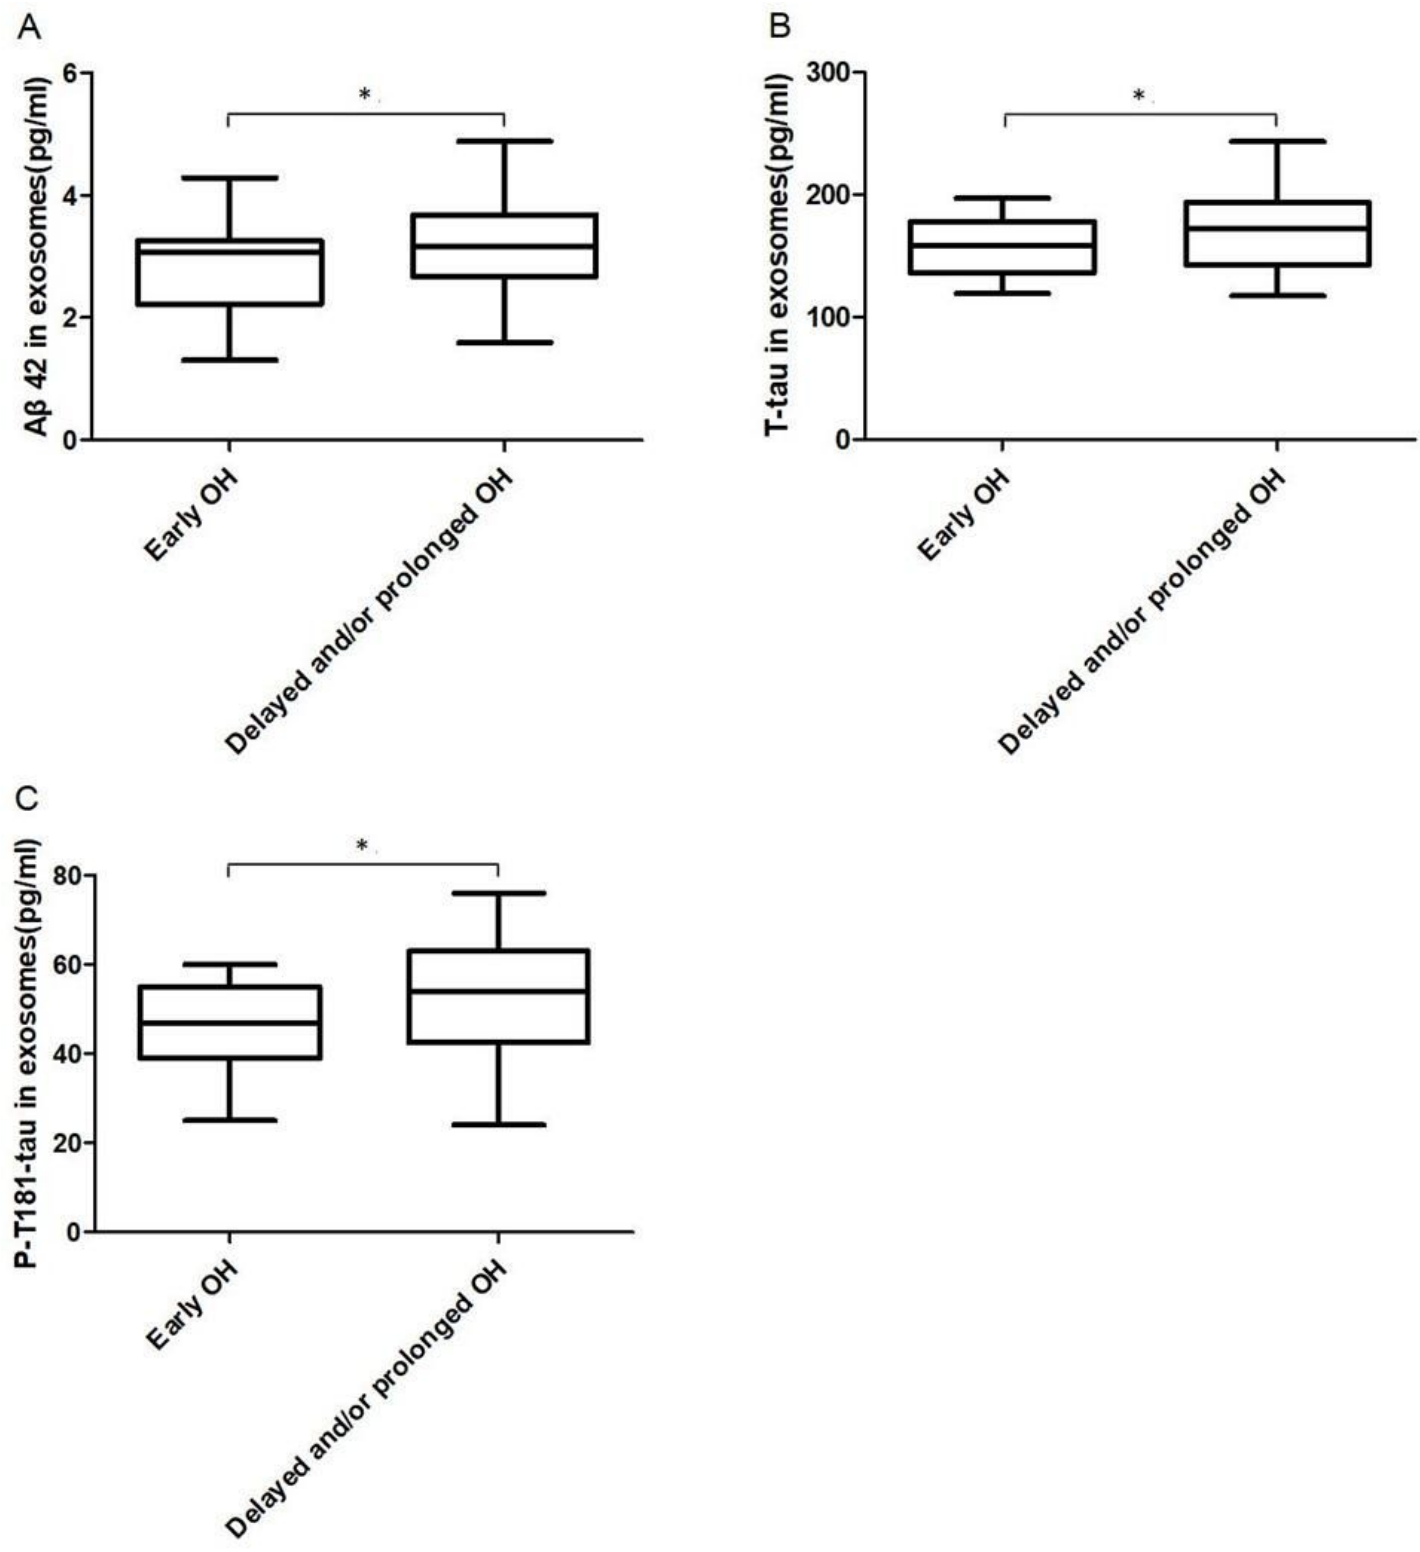 A
Aβ 42 in exosomes(pg/ml)
6
4
2
0
*
Early OH
Delayed and/or prolonged OH
B
T-tau in exosomes(pg/ml)
300
200
100
0
*
Early OH
Delayed and/or prolonged OH
C
P-T181-tau in exosomes(pg/ml)
80
60
40
20
0
*
Early OH
Delayed and/or prolonged OH